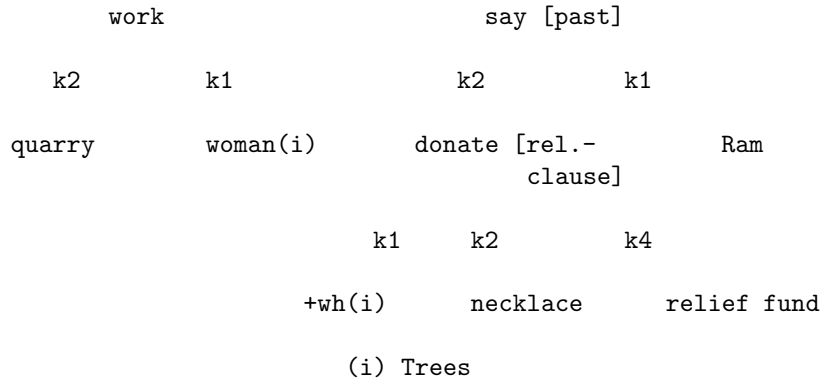 work say [past]
k2 k1 k2 k1
quarry woman(i) donate [rel.- Ram
clause]
k1 k2 k4
+wh(i) necklace relief fund
(i) Trees